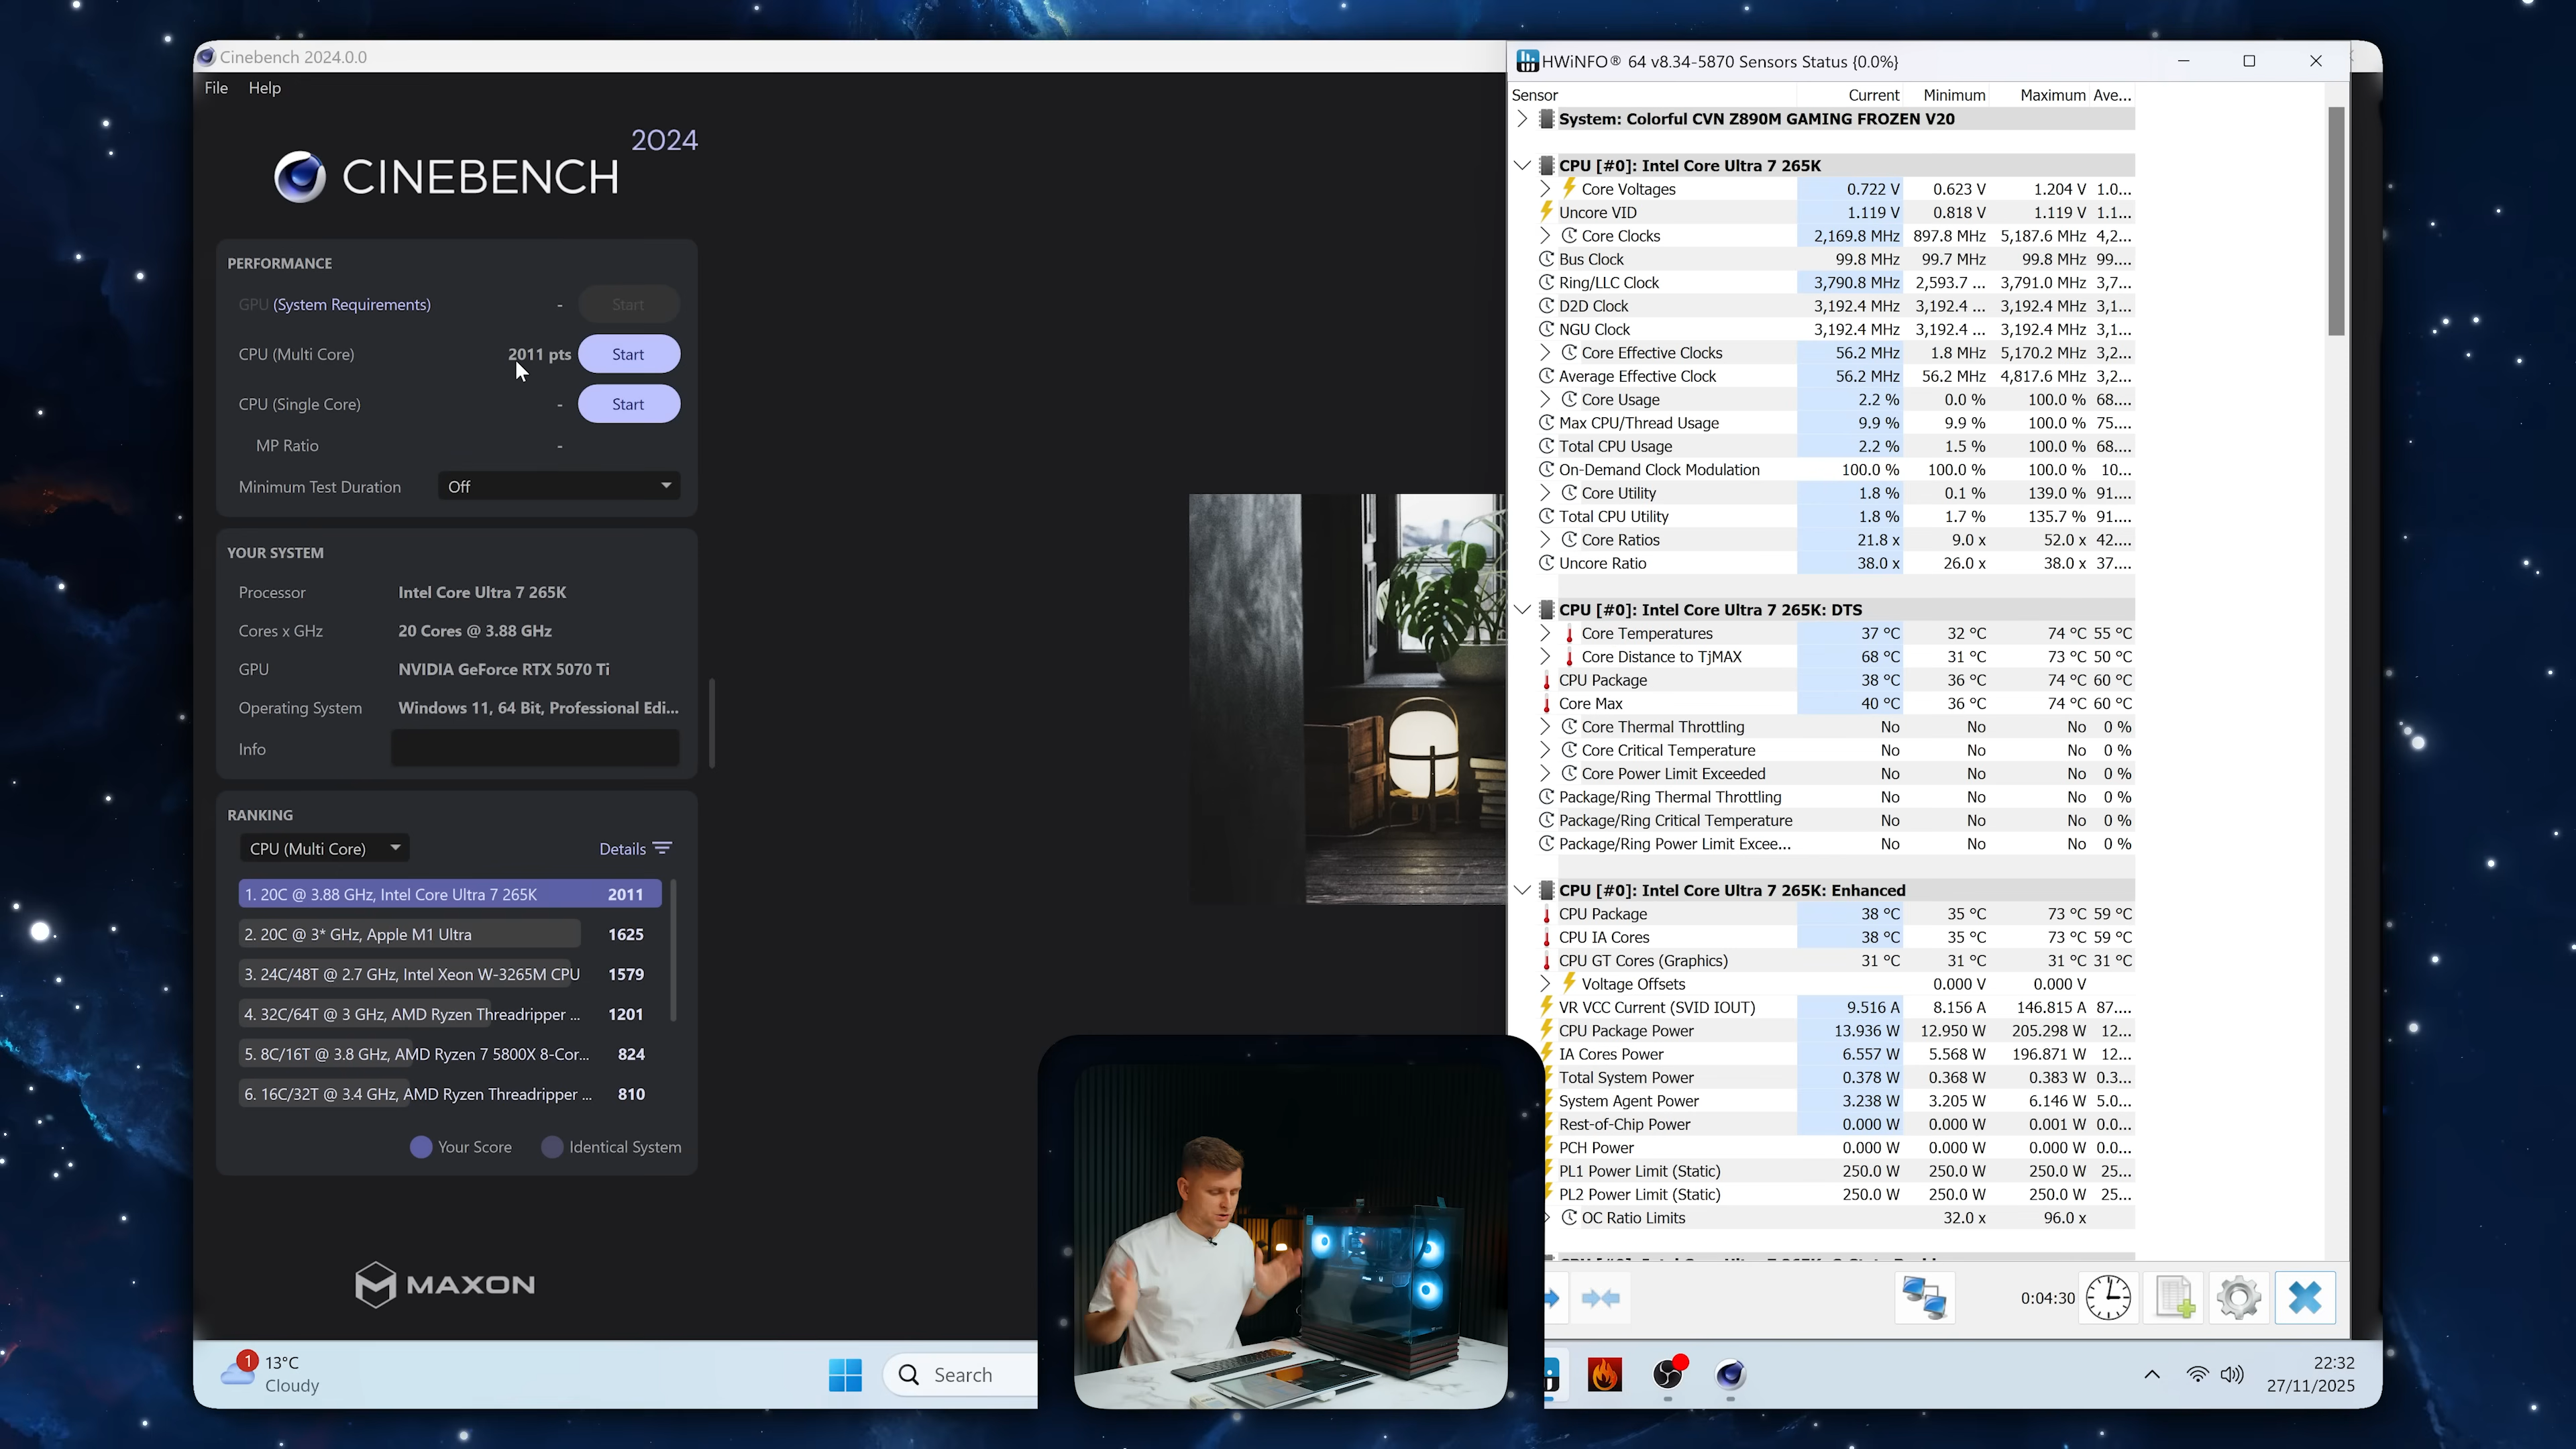 Cinebench 2024.0.0
File Help
2024
CINEBENCH
PERFORMANCE
GPU (System Requirements) - Start
CPU (Multi Core) 2011 pts Start
CPU (Single Core) - Start
MP Ratio -
Minimum Test Duration Off
YOUR SYSTEM
Processor Intel Core Ultra 7 265K
Cores x GHz 20 Cores @ 3.88 GHz
GPU NVIDIA GeForce RTX 5070 Ti
Operating System Windows 11, 64 Bit, Professional Edi...
Info
RANKING
CPU (Multi Core) Details
1. 20C @ 3.88 GHz, Intel Core Ultra 7 265K 2011
2. 20C @ 3* GHz, Apple M1 Ultra 1625
3. 24C/48T @ 2.7 GHz, Intel Xeon W-3265M CPU 1579
4. 32C/64T @ 3 GHz, AMD Ryzen Threadripper ... 1201
5. 8C/16T @ 3.8 GHz, AMD Ryzen 7 5800X 8-Cor... 824
6. 16C/32T @ 3.4 GHz, AMD Ryzen Threadripper ... 810
Your Score Identical System
MAXON
HWiNFO® 64 v8.34-5870 Sensors Status {0.0%}
Sensor Current Minimum Maximum Ave...
System: Colorful CVN Z890M GAMING FROZEN V20
CPU [#0]: Intel Core Ultra 7 265K
Core Voltages 0.722 V 0.623 V 1.204 V 1.0...
Uncore VID 1.119 V 0.818 V 1.119 V 1.1...
Core Clocks 2,169.8 MHz 897.8 MHz 5,187.6 MHz 4,2...
Bus Clock 99.8 MHz 99.7 MHz 99.8 MHz 99....
Ring/LLC Clock 3,790.8 MHz 2,593.7 ... 3,791.0 MHz 3,7...
D2D Clock 3,192.4 MHz 3,192.4 ... 3,192.4 MHz 3,1...
NGU Clock 3,192.4 MHz 3,192.4 ... 3,192.4 MHz 3,1...
Core Effective Clocks 56.2 MHz 1.8 MHz 5,170.2 MHz 3,2...
Average Effective Clock 56.2 MHz 56.2 MHz 4,817.6 MHz 3,2...
Core Usage 2.2 % 0.0 % 100.0 % 68....
Max CPU/Thread Usage 9.9 % 9.9 % 100.0 % 75....
Total CPU Usage 2.2 % 1.5 % 100.0 % 68....
On-Demand Clock Modulation 100.0 % 100.0 % 100.0 % 10...
Core Utility 1.8 % 0.1 % 139.0 % 91....
Total CPU Utility 1.8 % 1.7 % 135.7 % 91....
Core Ratios 21.8 x 9.0 x 52.0 x 42....
Uncore Ratio 38.0 x 26.0 x 38.0 x 37....
CPU [#0]: Intel Core Ultra 7 265K: DTS
Core Temperatures 37 °C 32 °C 74 °C 55 °C
Core Distance to TjMAX 68 °C 31 °C 73 °C 50 °C
CPU Package 38 °C 36 °C 74 °C 60 °C
Core Max 40 °C 36 °C 74 °C 60 °C
Core Thermal Throttling No No No 0 %
Core Critical Temperature No No No 0 %
Core Power Limit Exceeded No No No 0 %
Package/Ring Thermal Throttling No No No 0 %
Package/Ring Critical Temperature No No No 0 %
Package/Ring Power Limit Excee... No No No 0 %
CPU [#0]: Intel Core Ultra 7 265K: Enhanced
CPU Package 38 °C 35 °C 73 °C 59 °C
CPU IA Cores 38 °C 35 °C 73 °C 59 °C
CPU GT Cores (Graphics) 31 °C 31 °C 31 °C 31 °C
Voltage Offsets 0.000 V 0.000 V
VR VCC Current (SVID IOUT) 9.516 A 8.156 A 146.815 A 87....
CPU Package Power 13.936 W 12.950 W 205.298 W 12...
IA Cores Power 6.557 W 5.568 W 196.871 W 12...
Total System Power 0.378 W 0.368 W 0.383 W 0.3...
System Agent Power 3.238 W 3.205 W 6.146 W 5.0...
Rest-of-Chip Power 0.000 W 0.000 W 0.001 W 0.0...
PCH Power 0.000 W 0.000 W 0.000 W 0.0...
PL1 Power Limit (Static) 250.0 W 250.0 W 250.0 W 25...
PL2 Power Limit (Static) 250.0 W 250.0 W 250.0 W 25...
OC Ratio Limits 32.0 x 96.0 x
0:04:30
1 13°C
Cloudy
Search
22:32
27/11/2025